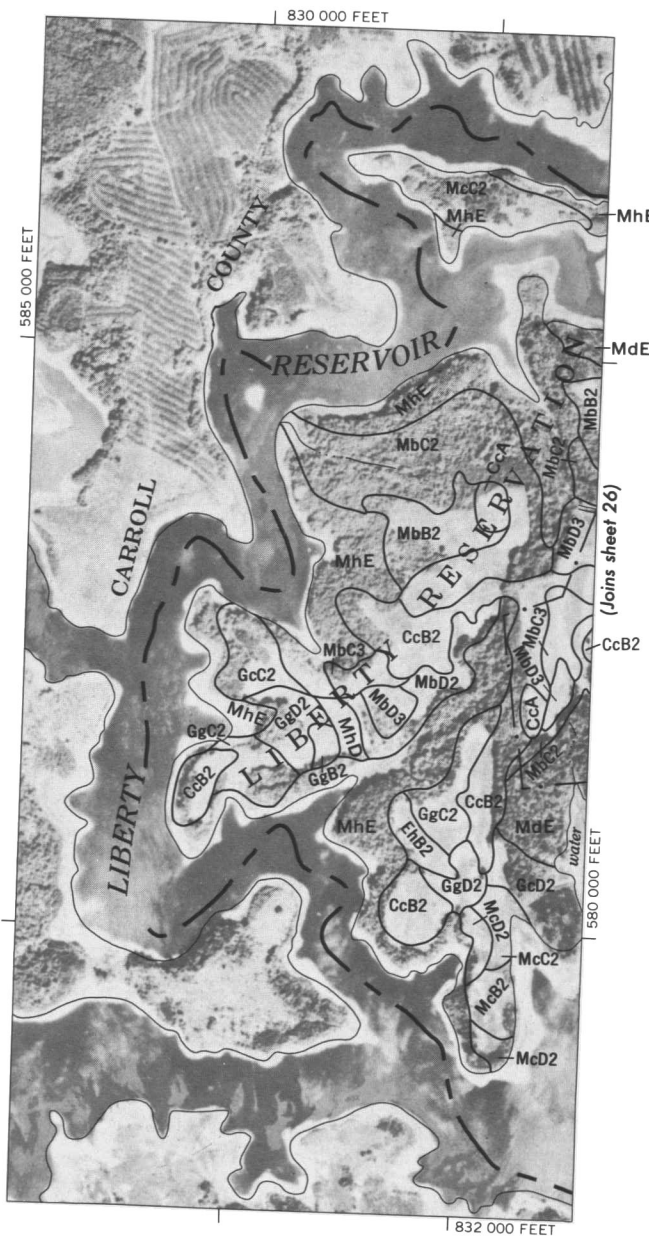 830 000 FEET
McC2
MhE
MhE
COUNTY
585 000 FEET
RESERVOIR
MdE
MhE
MbB2
MbC2
CcA
MbC2
RESERVATION
MbB2
MbD3
(Joins sheet 26)
CARROLL
MhE
MbC3
CcB2
CcB2
MbC3
GcC2
MbD2
MbD3
MhE
GgD2
MbD3
CcA
GgC2
MhD
LIBERTY
CcB2
GgB2
MbC2
LIBERTY
MhE
GgC2
CcB2
MdE
EhB2
water
GgD2
GcD2
CcB2
McD2
580 000 FEET
McC2
McB2
McD2
832 000 FEET